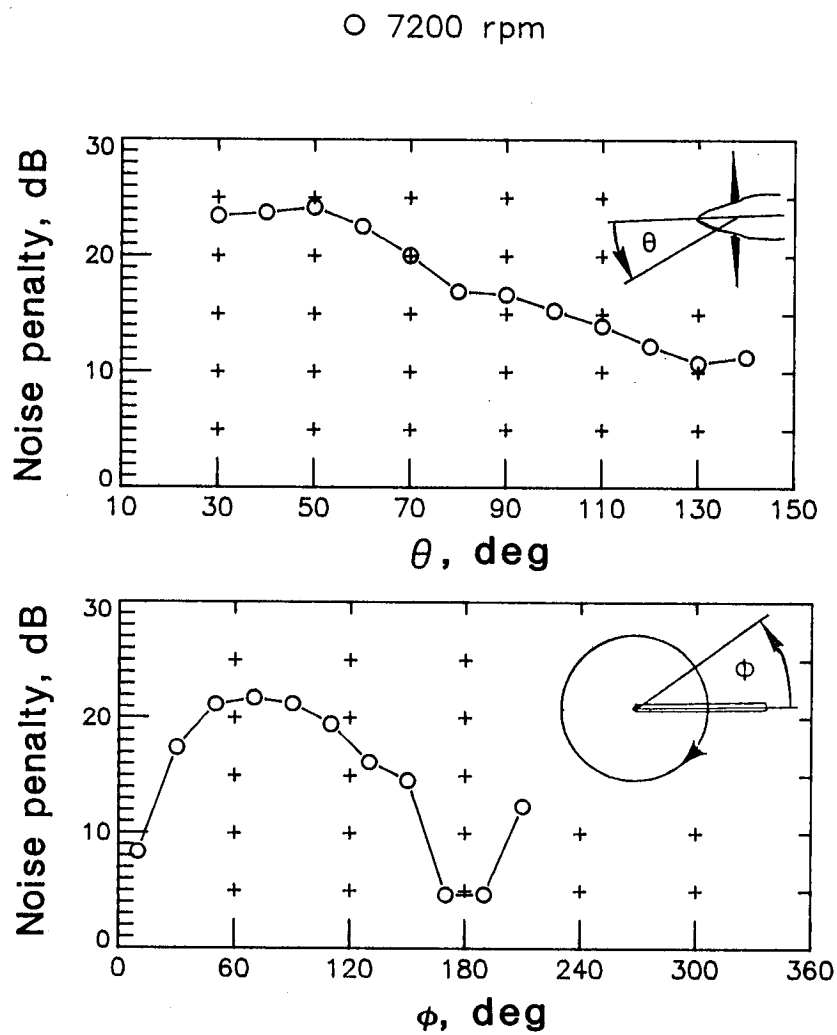 ○ 7200 rpm
Noise penalty, dB
30
20
10
0
10 30 50 70 90 110 130 150
θ, deg
θ
Noise penalty, dB
30
20
10
0
0 60 120 180 240 300 360
ϕ, deg
ϕ